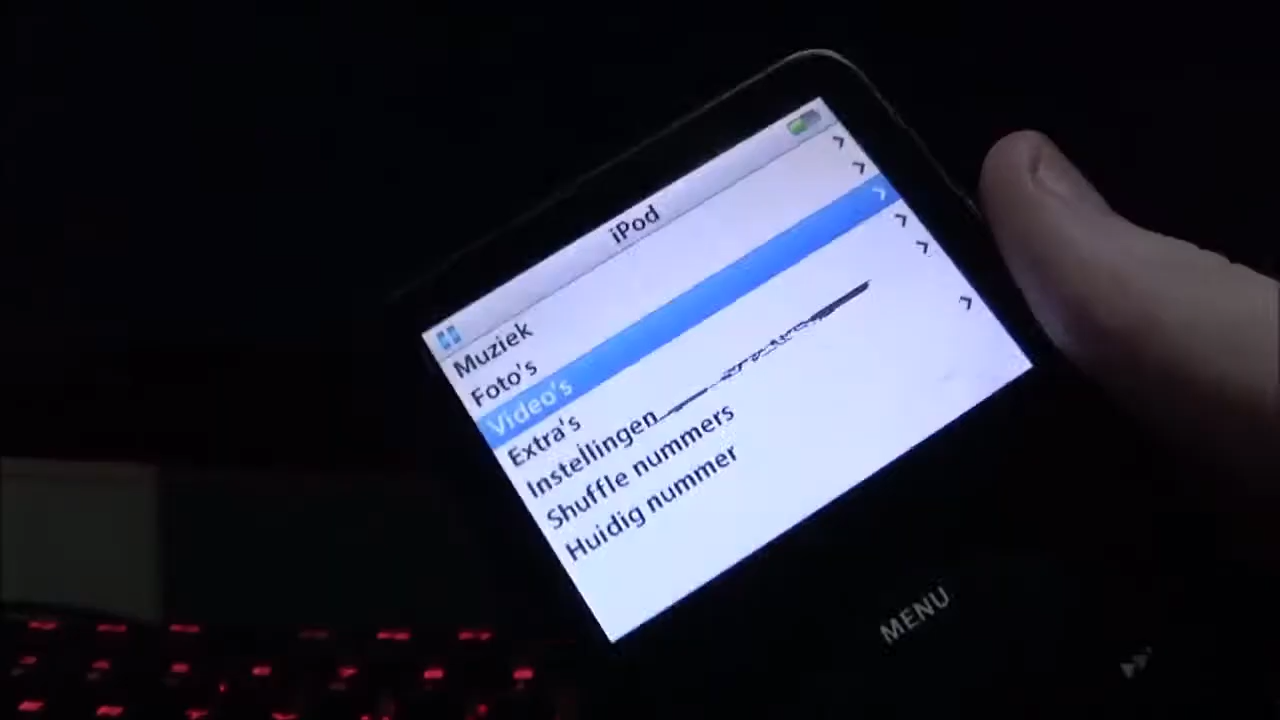 iPod
Muziek
Foto's
Video's
Extra's
Instellingen
Shuffle nummers
Huidig nummer
MENU